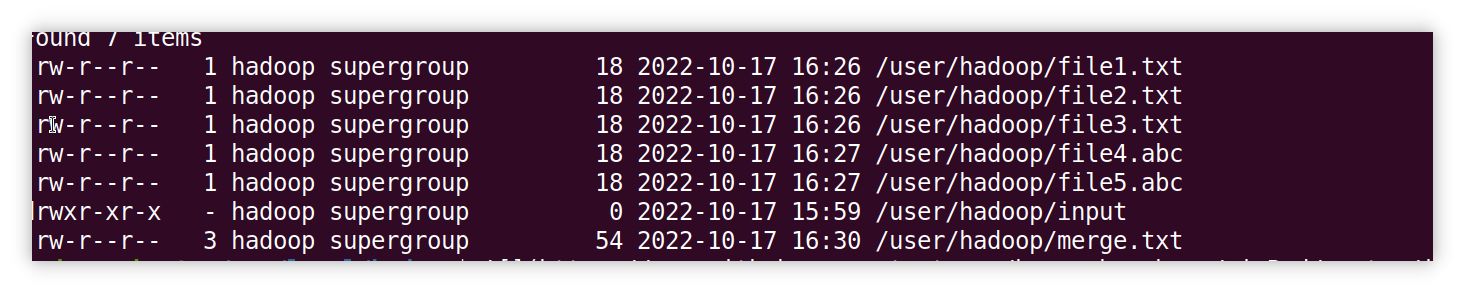 ound 7 items
rw-r--r--   1 hadoop supergroup         18 2022-10-17 16:26 /user/hadoop/file1.txt
rw-r--r--   1 hadoop supergroup         18 2022-10-17 16:26 /user/hadoop/file2.txt
rw-r--r--   1 hadoop supergroup         18 2022-10-17 16:26 /user/hadoop/file3.txt
rw-r--r--   1 hadoop supergroup         18 2022-10-17 16:27 /user/hadoop/file4.abc
rw-r--r--   1 hadoop supergroup         18 2022-10-17 16:27 /user/hadoop/file5.abc
drwxr-xr-x   - hadoop supergroup          0 2022-10-17 15:59 /user/hadoop/input
rw-r--r--   3 hadoop supergroup         54 2022-10-17 16:30 /user/hadoop/merge.txt